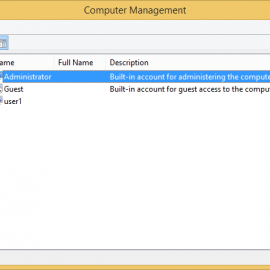 Computer Management
ame Full Name Description
Administrator Built-in account for administering the compute
Guest Built-in account for guest access to the compu
user1